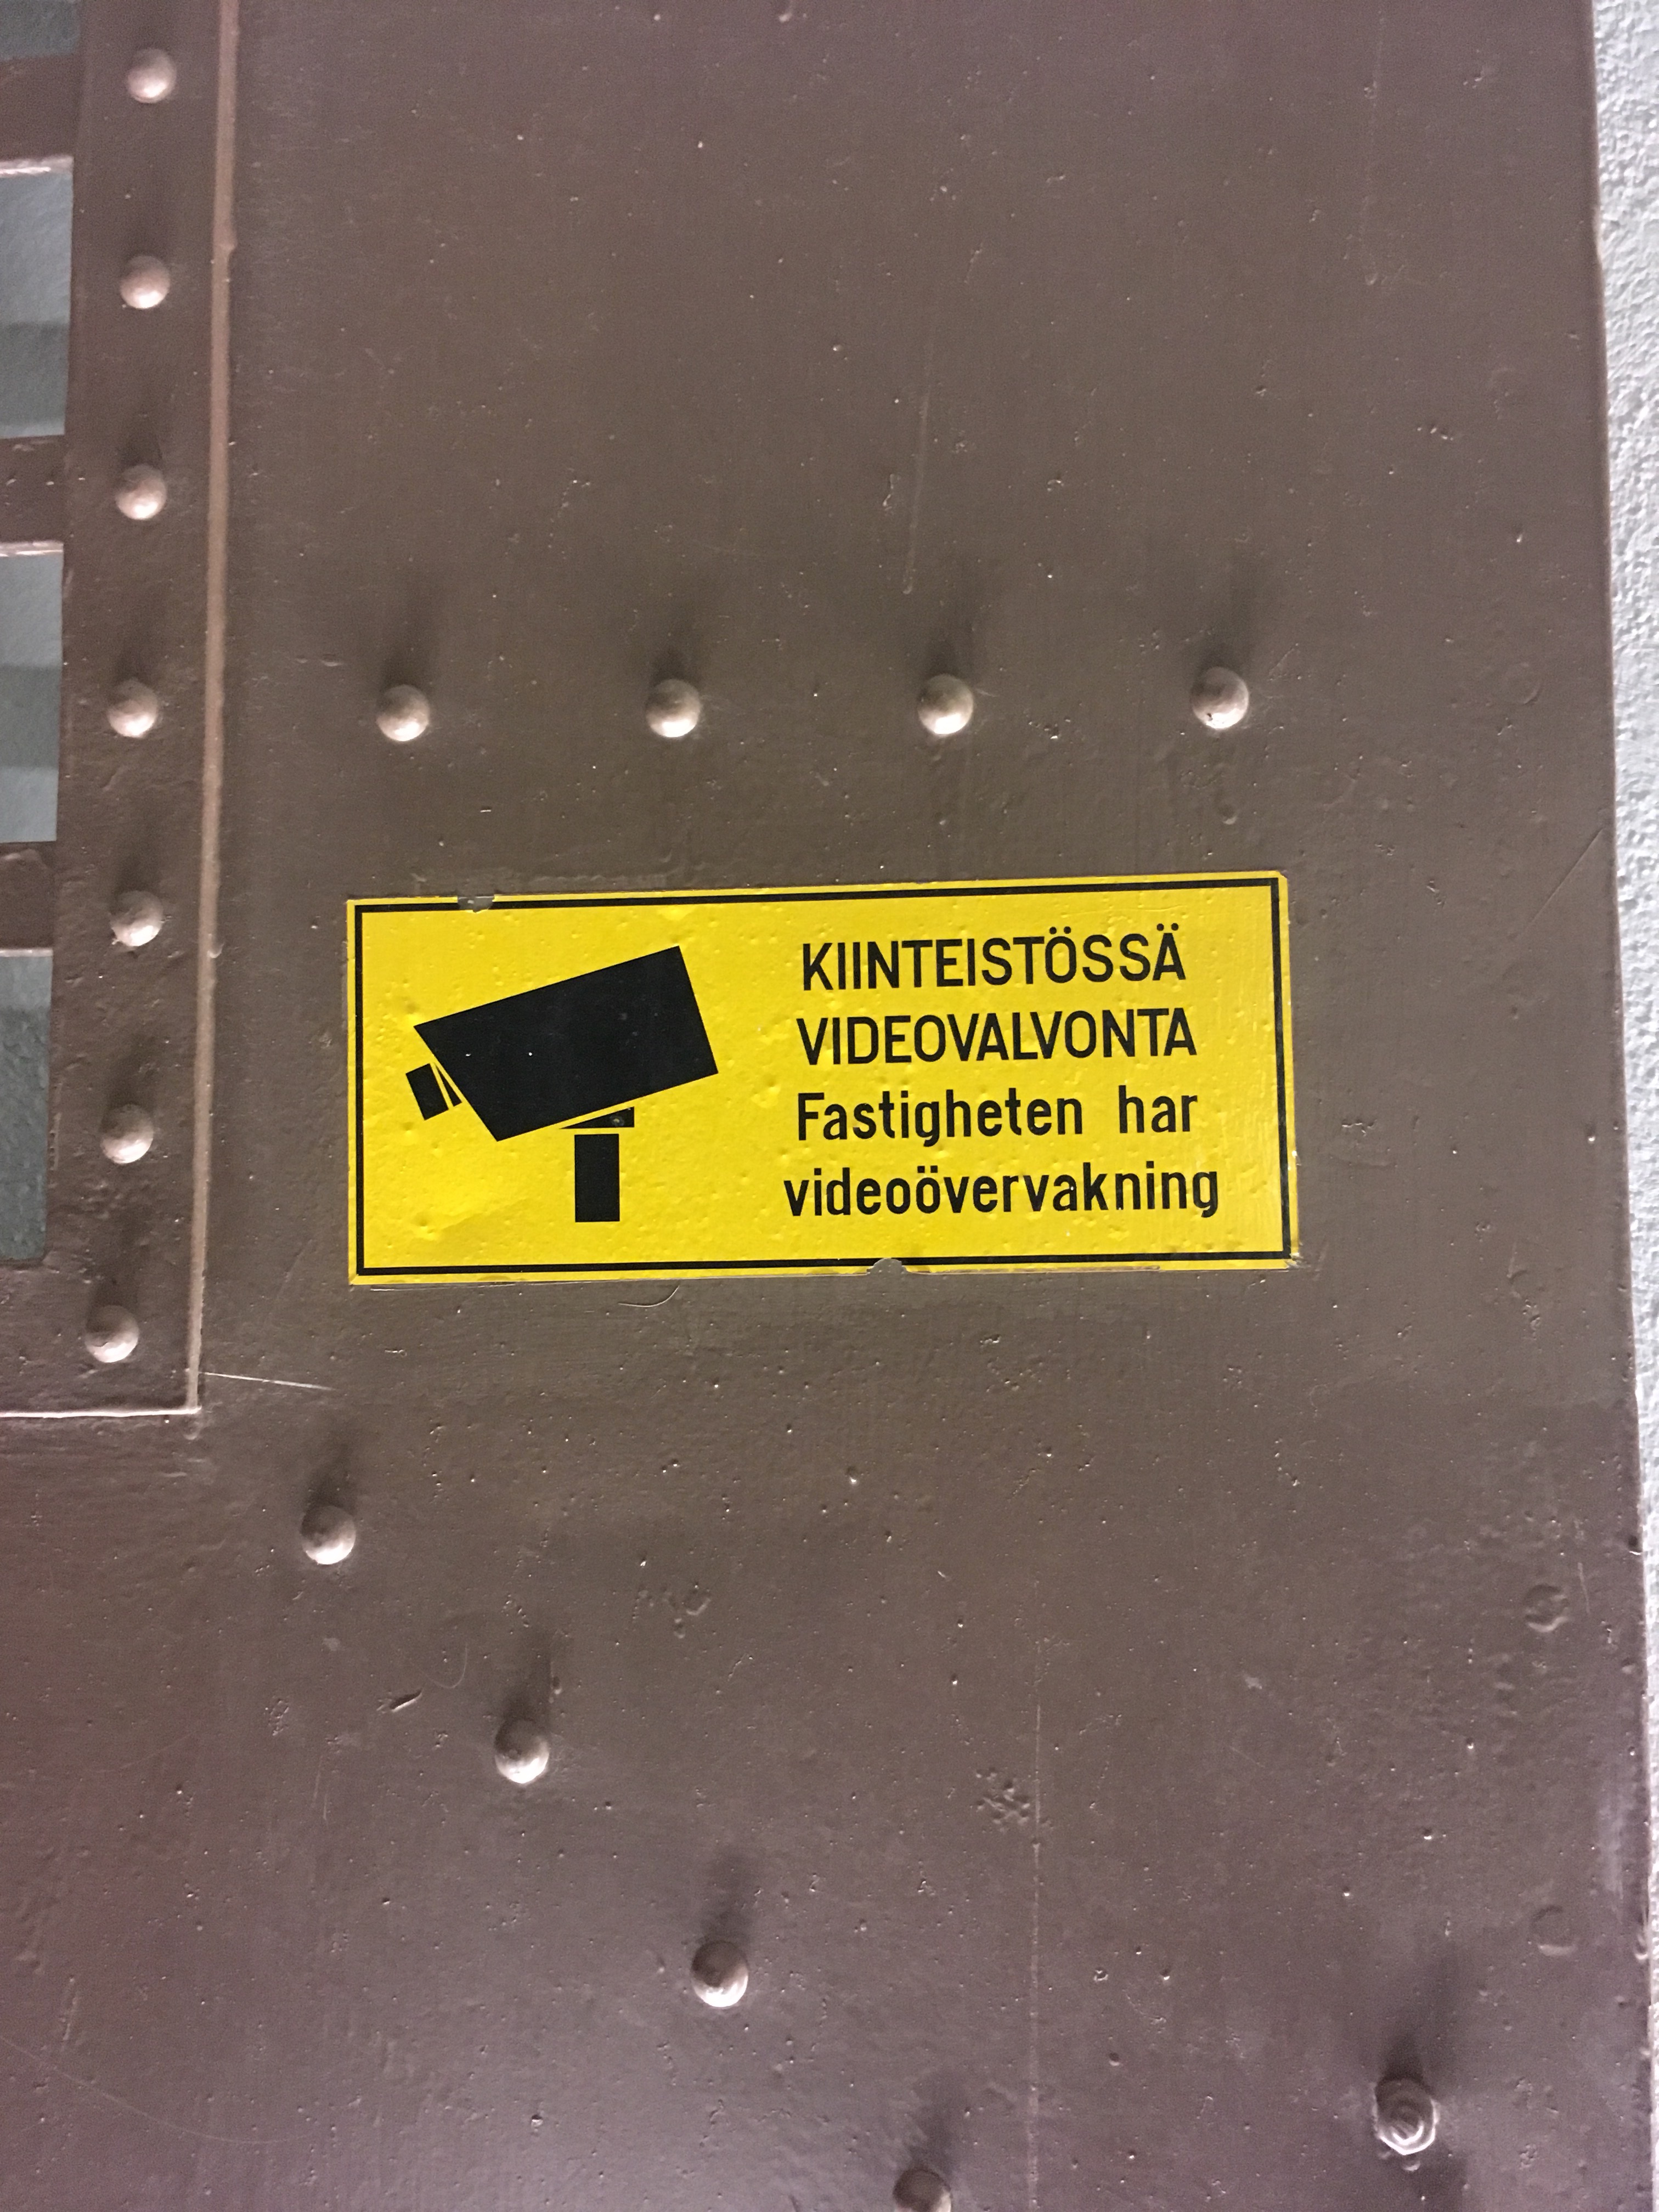 KIINTEISTÖSSÄ
VIDEOVALVONTA
Fastigheten har
videoövervakning